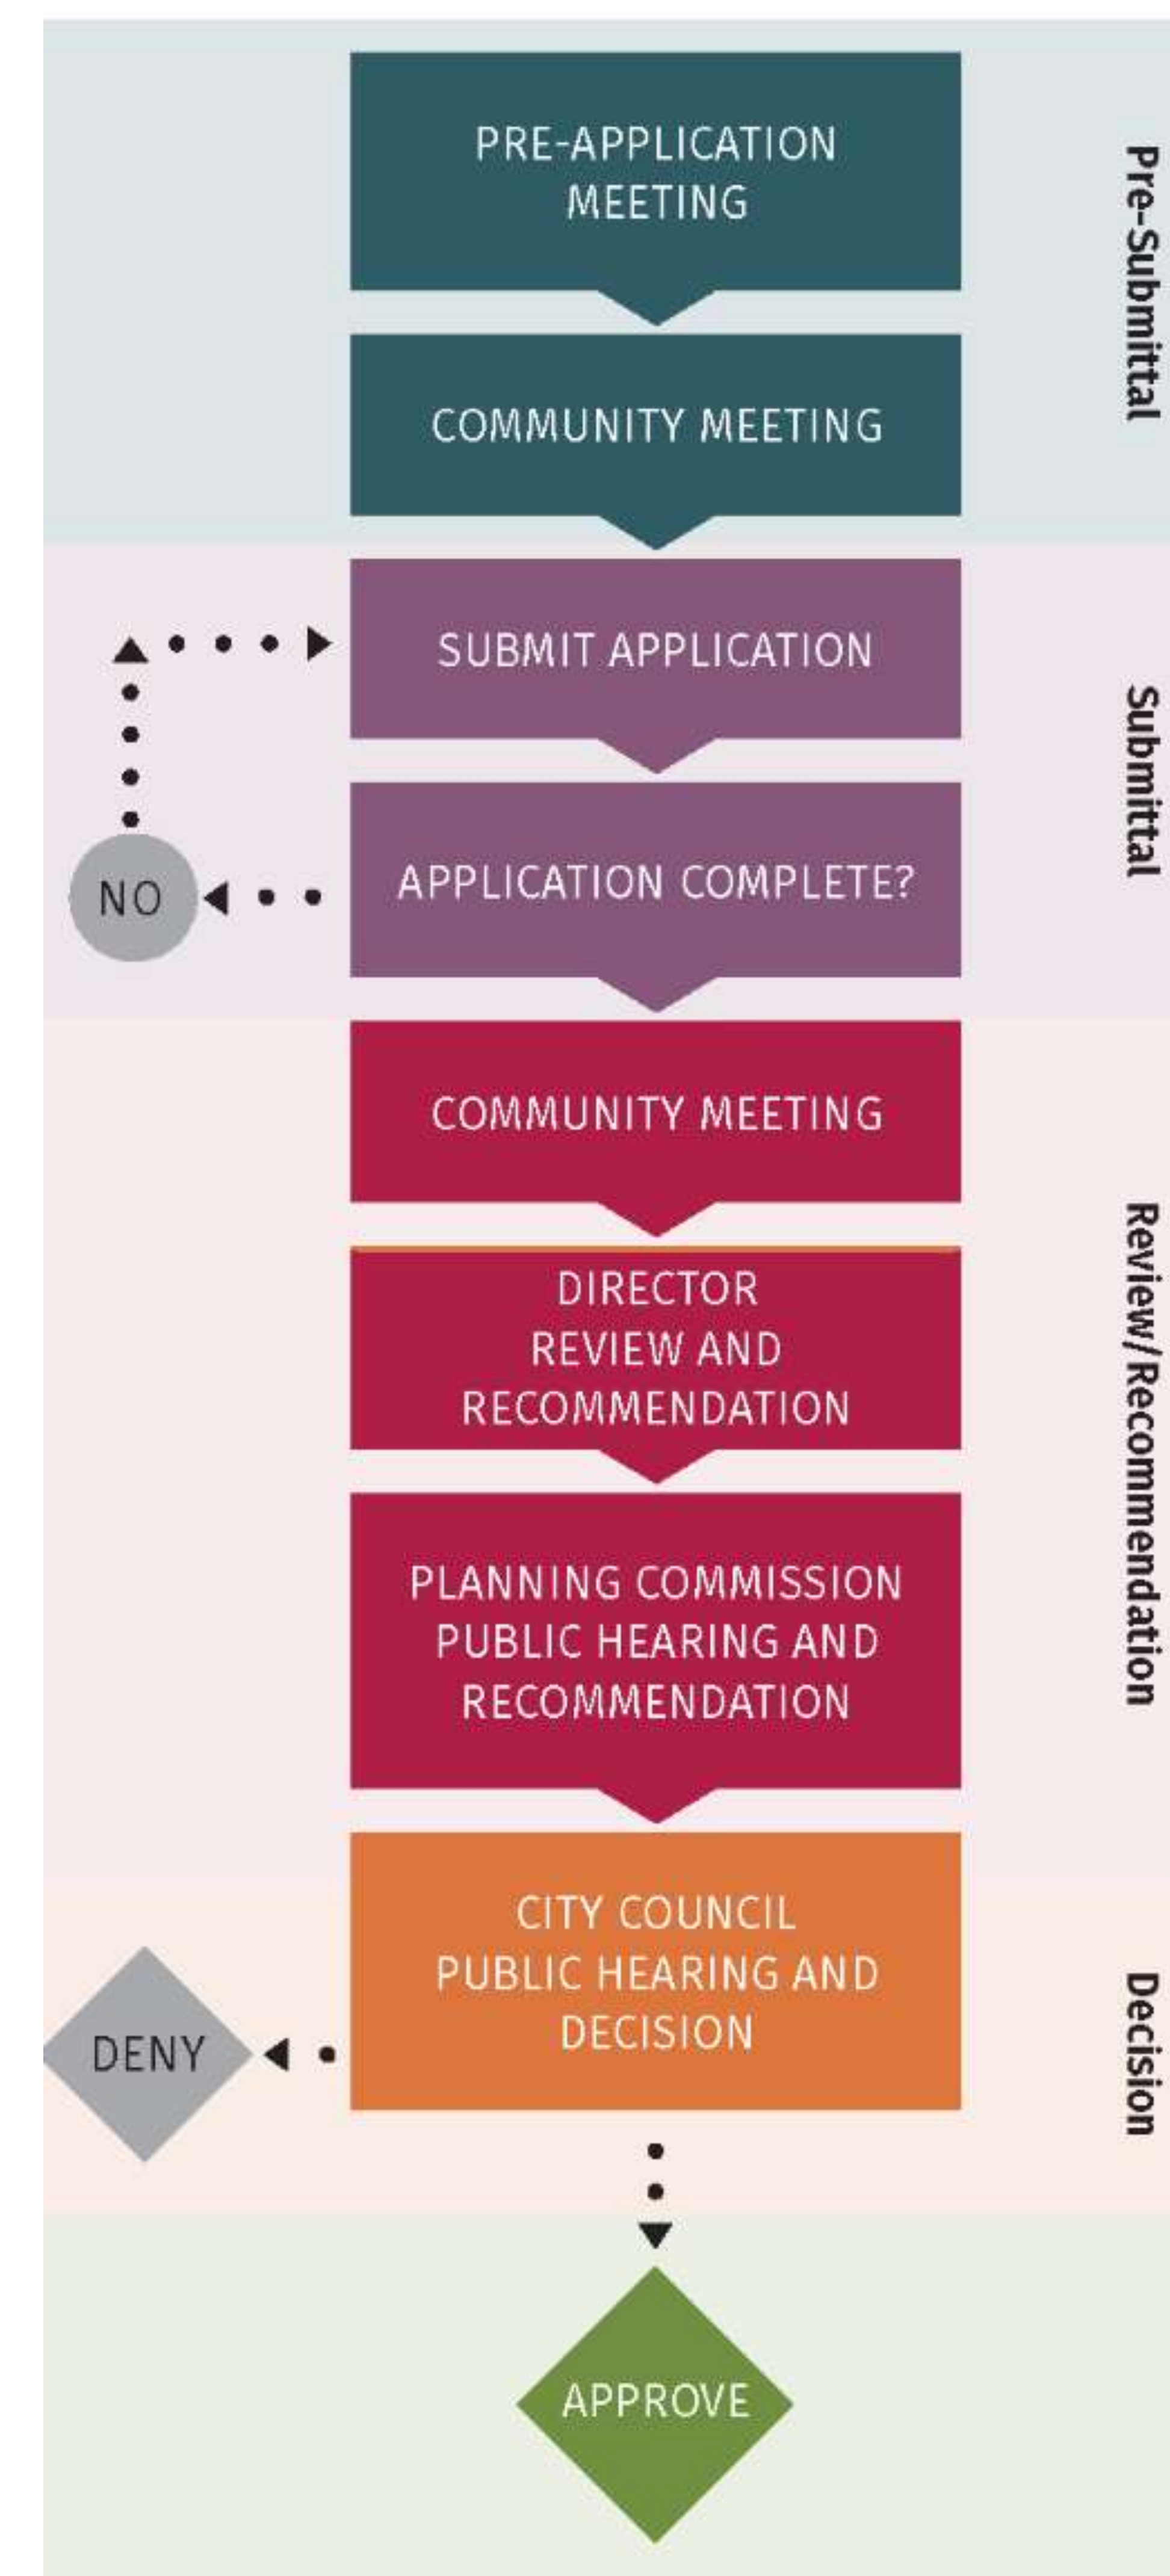 PRE-APPLICATION
MEETING
COMMUNITY MEETING
Pre-Submittal
SUBMIT APPLICATION
APPLICATION COMPLETE?
NO
Submittal
COMMUNITY MEETING
DIRECTOR
REVIEW AND
RECOMMENDATION
PLANNING COMMISSION
PUBLIC HEARING AND
RECOMMENDATION
Review/Recommendation
CITY COUNCIL
PUBLIC HEARING AND
DECISION
DENY
Decision
APPROVE